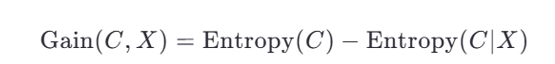 Gain(C, X) = Entropy(C) − Entropy(C|X)